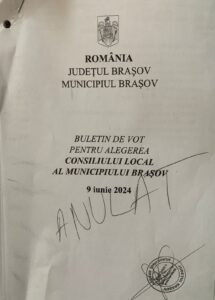 ROMÂNIA
JUDEȚUL BRAȘOV
MUNICIPIUL BRAȘOV
BULETIN DE VOT
PENTRU ALEGEREA
CONSILIULUI LOCAL
AL MUNICIPIULUI BRAȘOV
9 iunie 2024
ANULAT